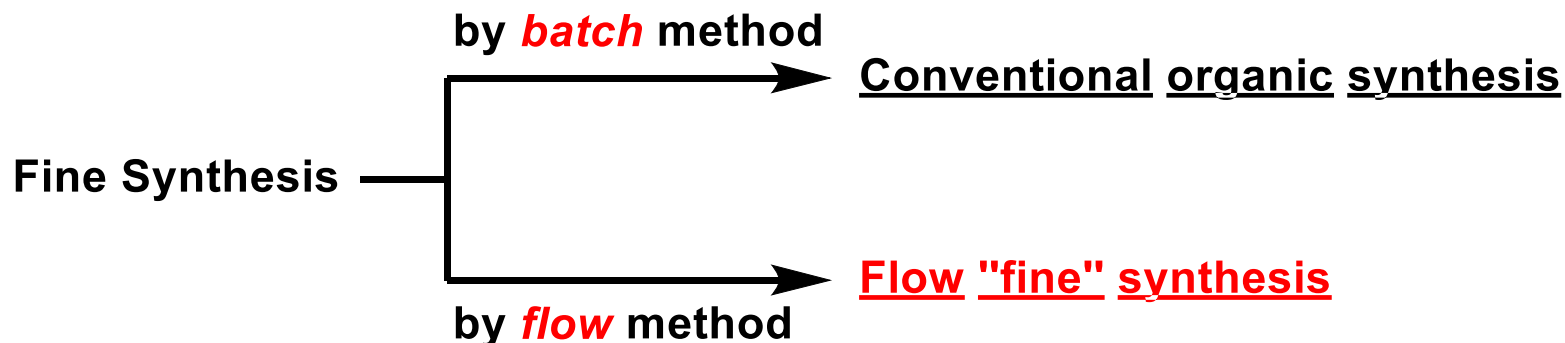 by batch method
Conventional organic synthesis
Fine Synthesis
Flow "fine" synthesis
by flow method